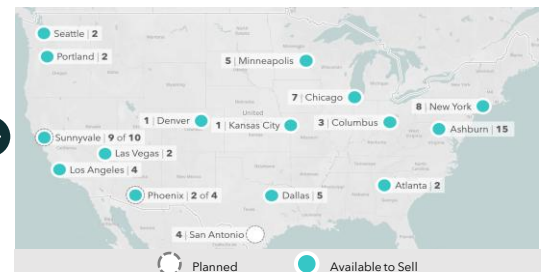 Seattle | 2
Portland | 2
5 | Minneapolis
7 | Chicago
8 | New York
1 | Denver
1 | Kansas City
3 | Columbus
Ashburn | 15
United
Sunnyvale | 9 of 10
Las Vegas | 2
Los Angeles | 4
Phoenix | 2 of 4
Dallas | 5
Atlanta | 2
4 | San Antonio
Planned
Available to Sell